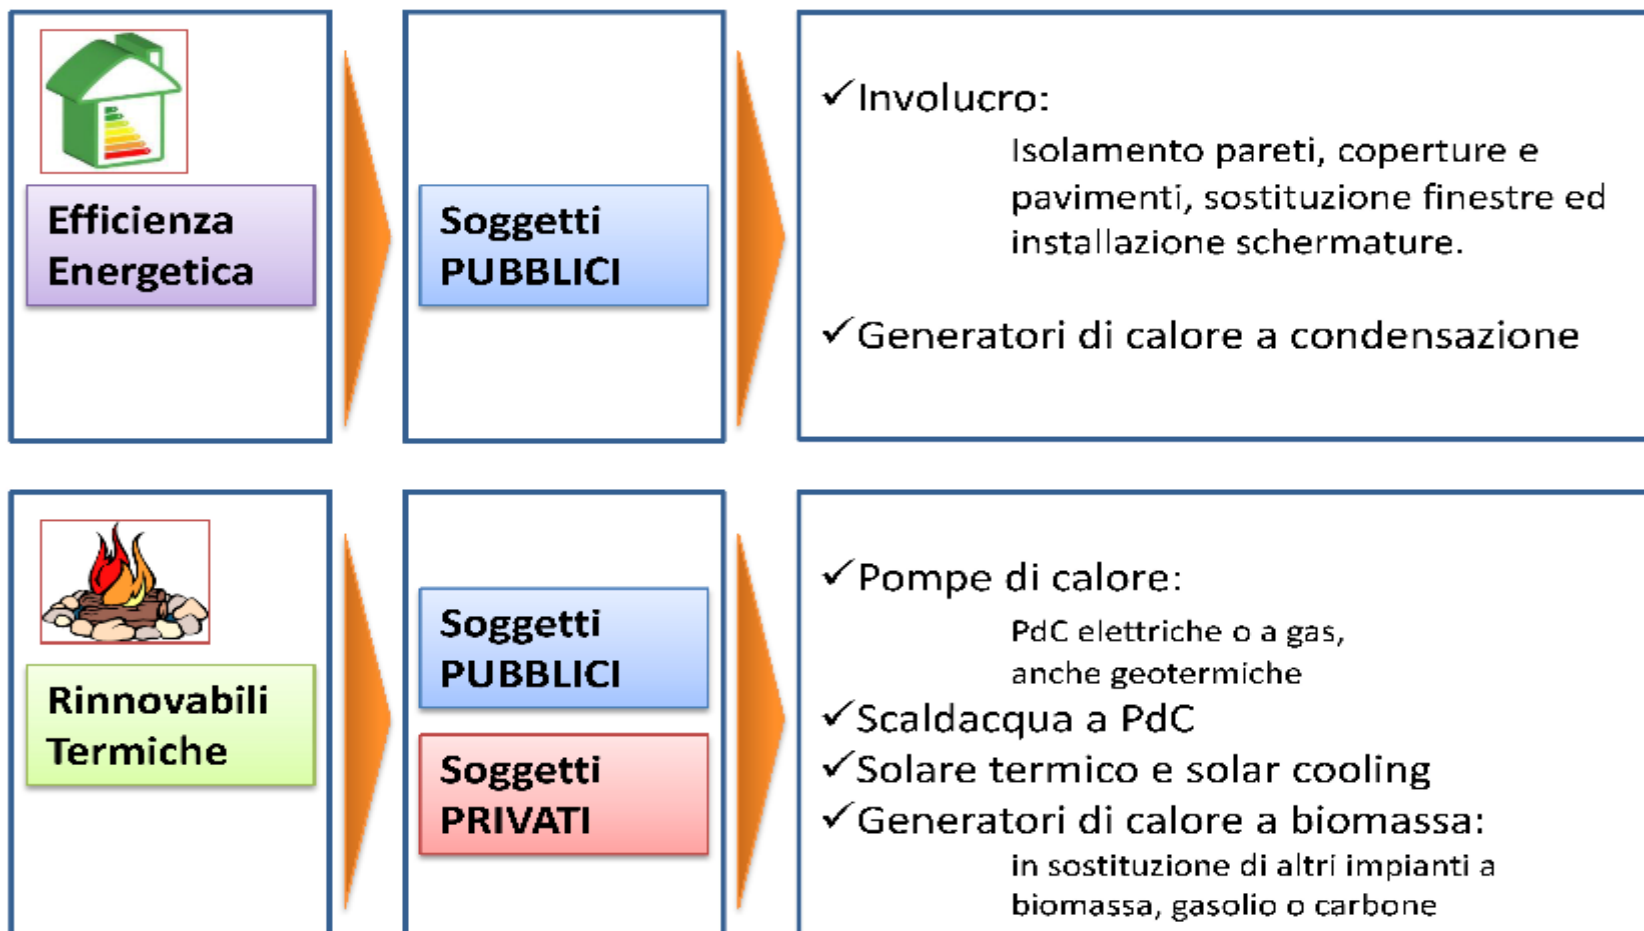 Efficienza
Energetica
Soggetti
PUBBLICI
✓Involucro:
Isolamento pareti, coperture e
pavimenti, sostituzione finestre ed
installazione schermature.
✓Generatori di calore a condensazione
Rinnovabili
Termiche
Soggetti
PUBBLICI
Soggetti
PRIVATI
✓Pompe di calore:
PdC elettriche o a gas,
anche geotermiche
✓Scaldacqua a PdC
✓Solare termico e solar cooling
✓Generatori di calore a biomassa:
in sostituzione di altri impianti a
biomassa, gasolio o carbone